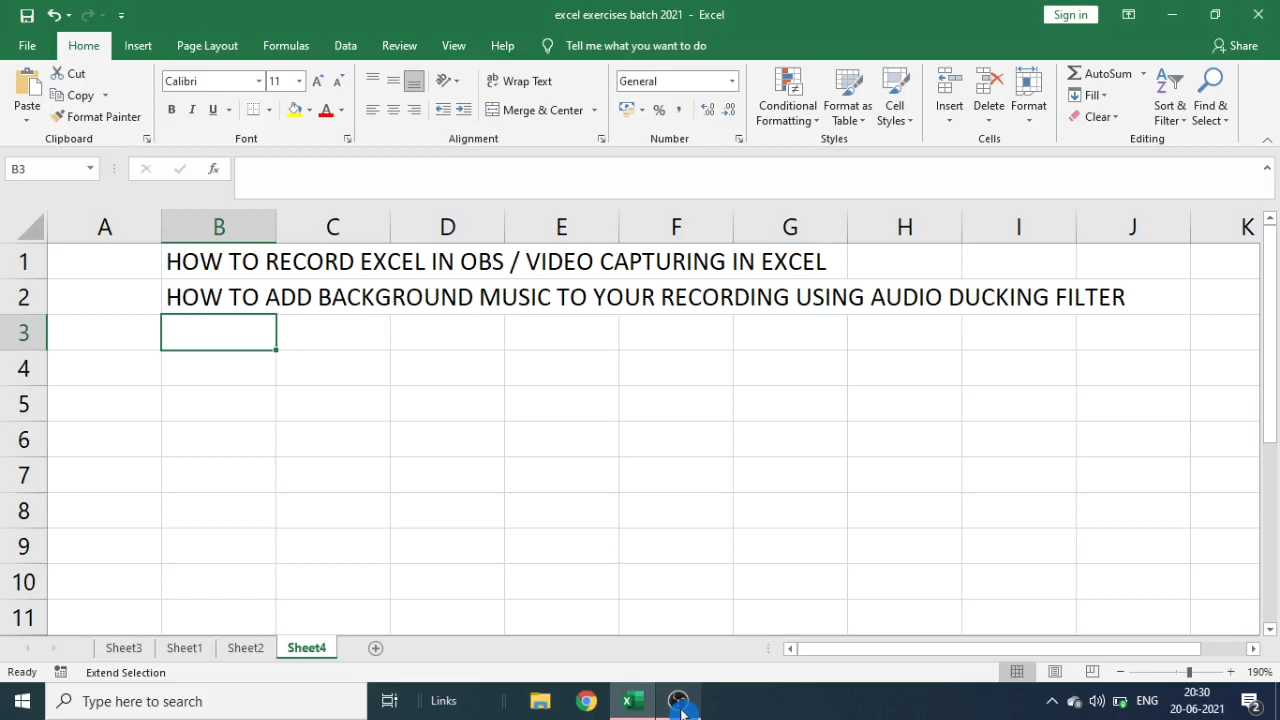 excel exercises batch 2021 - Excel
Sign in
File Home Insert Page Layout Formulas Data Review View Help Tell me what you want to do Share
Paste
Cut
Copy
Format Painter
Clipboard
Calibri 11
B I U
Font
Wrap Text
Merge & Center
Alignment
General
Number
Conditional Formatting
Format as Table
Cell Styles
Styles
Insert Delete Format
Cells
AutoSum
Fill
Clear
Sort & Filter
Find & Select
Editing
B3
fx
A B C D E F G H I J K
1 HOW TO RECORD EXCEL IN OBS / VIDEO CAPTURING IN EXCEL
2 HOW TO ADD BACKGROUND MUSIC TO YOUR RECORDING USING AUDIO DUCKING FILTER
3
4
5
6
7
8
9
10
11
Sheet3 Sheet1 Sheet2 Sheet4
Ready Extend Selection 190%
Type here to search Links ENG 20:30
20-06-2021 2